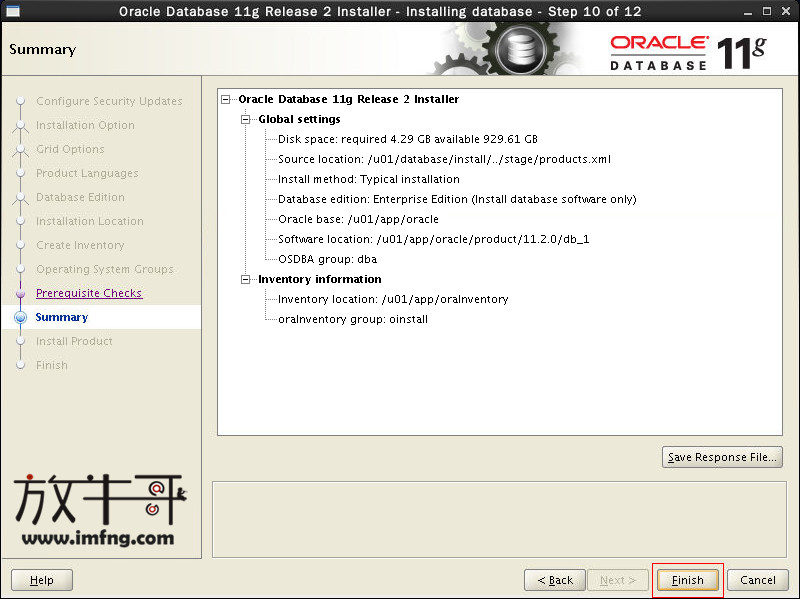 Oracle Database 11g Release 2 Installer - Installing database - Step 10 of 12
Summary
ORACLE
DATABASE
11g
Configure Security Updates
Installation Option
Grid Options
Product Languages
Database Edition
Installation Location
Create Inventory
Operating System Groups
Prerequisite Checks
Summary
Install Product
Finish
Oracle Database 11g Release 2 Installer
Global settings
Disk space: required 4.29 GB available 929.61 GB
Source location: /u01/database/install/../stage/products.xml
Install method: Typical installation
Database edition: Enterprise Edition (Install database software only)
Oracle base: /u01/app/oracle
Software location: /u01/app/oracle/product/11.2.0/db_1
OSDBA group: dba
Inventory information
Inventory location: /u01/app/oraInventory
oraInventory group: oinstall
Save Response File...
放牛哥
www.imfng.com
Help
< Back
Next >
Finish
Cancel